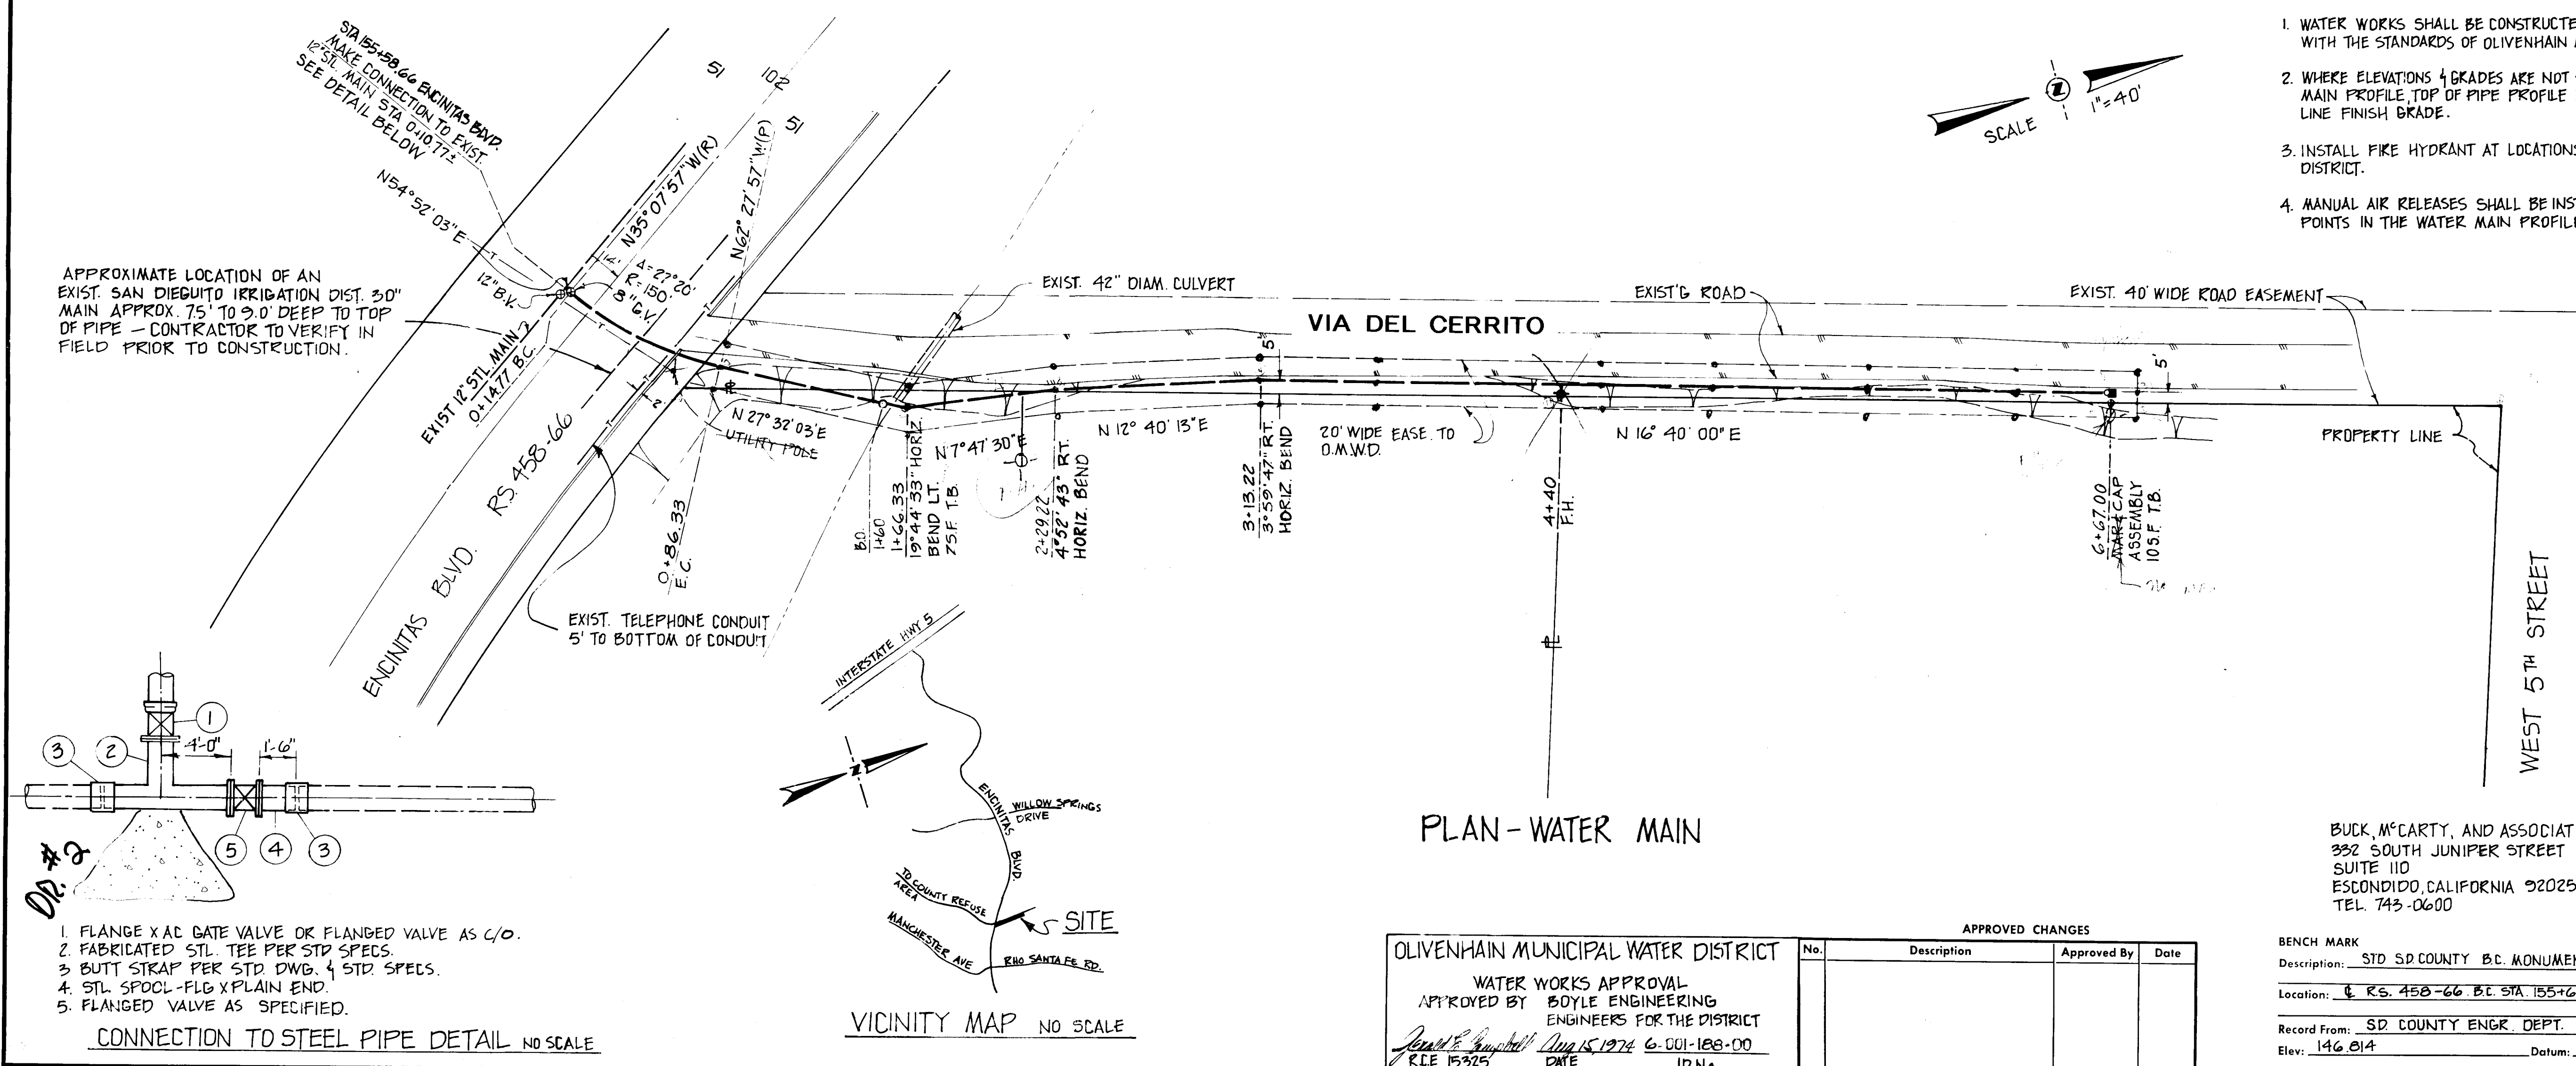 STA 155+58.66 ENCINITAS BLVD.
MAKE CONNECTION TO EXIST.
12" STL. MAIN STA 0+10.77±
SEE DETAIL BELOW
N54°52'03"E
12" B.V.
APPROXIMATE LOCATION OF AN
EXIST. SAN DIEGUITO IRRIGATION DIST. 30"
MAIN APPROX. 7.5' TO 9.0' DEEP TO TOP
OF PIPE — CONTRACTOR TO VERIFY IN
FIELD PRIOR TO CONSTRUCTION.
EXIST 12" STL. MAIN
0+14.77 B.C.
51
102
51
N35°07'57"W(R)
N62°27'57"W(P)
14'
Δ=27°20'
R=150'
8" G.V.
5'
2'
R.S. 458-66
ENCINITAS BLVD.
EXIST. TELEPHONE CONDUIT
5' TO BOTTOM OF CONDUIT
N 27°32'03"E
UTILITY POLE
0+86.33
E.C.
B.O.
1+60
1+66.33
19°44'33" HORIZ.
BEND LT.
7 S.F. T.B.
N 7°47'30"E
2+29.22
4°52'43" RT.
HORIZ. BEND
N 12°40'13"E
3+13.22
3°59'47" RT.
HORIZ. BEND
EXIST. 42" DIAM. CULVERT
VIA DEL CERRITO
5'
20' WIDE EASE. TO
O.M.W.D.
4+40
F.H.
N 16°40'00"E
EXIST'G ROAD
EXIST. 40' WIDE ROAD EASEMENT
5'
6+67.00
CAP
ASSEMBLY
10 S.F. T.B.
PROPERTY LINE
WEST 5TH STREET
SCALE
1"=40'
1. WATER WORKS SHALL BE CONSTRUCTE
WITH THE STANDARDS OF OLIVENHAIN
2. WHERE ELEVATIONS & GRADES ARE NOT
MAIN PROFILE, TOP OF PIPE PROFILE
LINE FINISH GRADE.
3. INSTALL FIRE HYDRANT AT LOCATIONS
DISTRICT.
4. MANUAL AIR RELEASES SHALL BE INS
POINTS IN THE WATER MAIN PROFILE
PLAN - WATER MAIN
1
3
2
4'-0"
1'-6"
5
4
3
DR. #2
1. FLANGE X AC GATE VALVE OR FLANGED VALVE AS C/O.
2. FABRICATED STL. TEE PER STD SPECS.
3 BUTT STRAP PER STD. DWG. & STD. SPECS.
4. STL. SPOOL-FLG X PLAIN END.
5. FLANGED VALVE AS SPECIFIED.
CONNECTION TO STEEL PIPE DETAIL NO SCALE
INTERSTATE HWY 5
ENCINITAS BLVD.
WILLOW SPRINGS
DRIVE
TO COUNTY REFUSE
AREA
MANCHESTER AVE
SITE
RHO SANTA FE RD.
VICINITY MAP NO SCALE
OLIVENHAIN MUNICIPAL WATER DISTRICT
WATER WORKS APPROVAL
APPROVED BY BOYLE ENGINEERING
ENGINEERS FOR THE DISTRICT
Aug 15, 1974 6-001-188-00
R.C.E 15325 DATE
APPROVED CHANGES
No. Description Approved By Date
BUCK, McCARTY, AND ASSOCIAT
332 SOUTH JUNIPER STREET
SUITE 110
ESCONDIDO, CALIFORNIA 92025
TEL. 743-0600
BENCH MARK
Description: STD S.D. COUNTY B.C. MONUME
Location: ℄ R.S. 458-66 B.C. STA. 155+6
Record From: S.D. COUNTY ENGR. DEPT.
Elev: 146.814 Datum: